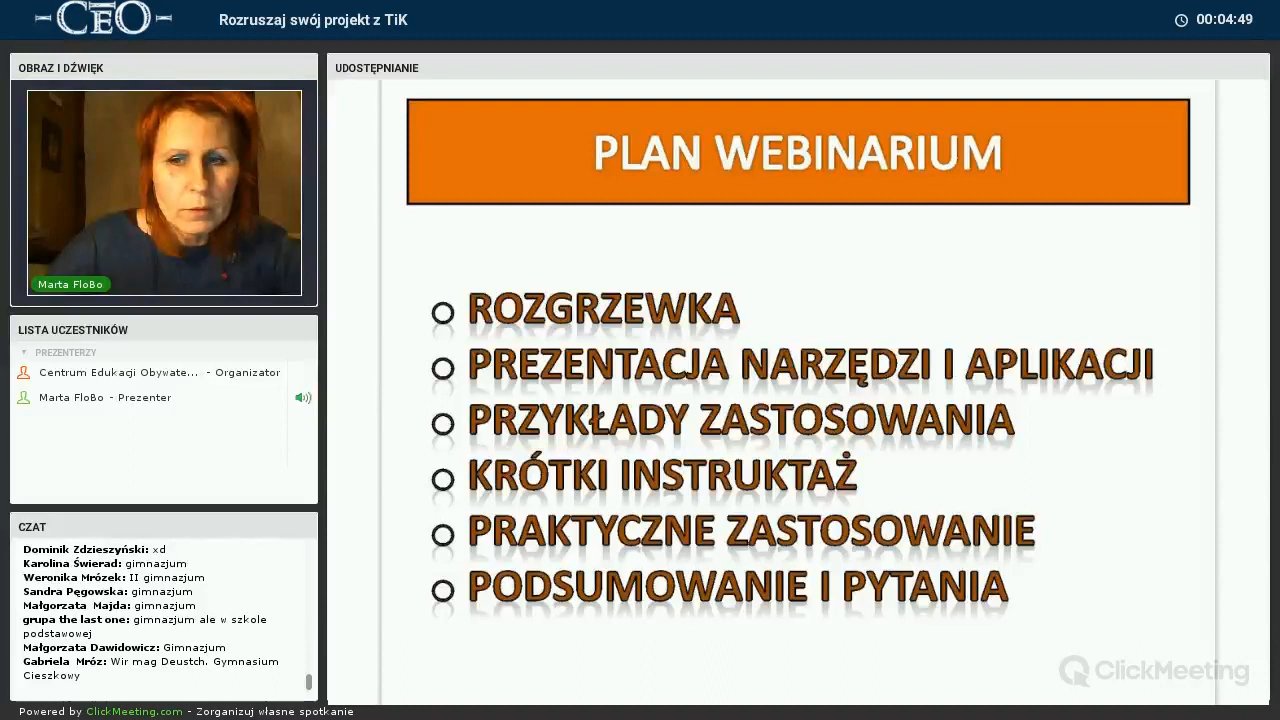 CEO
Rozruszaj swój projekt z TiK
00:04:49
OBRAZ I DŹWIĘK
Marta FloBo
LISTA UCZESTNIKÓW
PREZENTERZY
Centrum Edukagi Obywate... - Organizator
Marta FloBo - Prezenter
CZAT
Dominik Zdzieszyński: xd
Karolina Świerad: gimnazjum
Weronika Mrózek: II gimnazjum
Sandra Pęgowska: gimnazjum
Małgorzata Majda: gimnazjum
grupa the last one: gimnazjum ale w szkole
podstawowej
Małgorzata Dawidowicz: Gimnazjum
Gabriela Mróz: Wir mag Deustch. Gymnasium
Cieszkowy
UDOSTĘPNIANIE
PLAN WEBINARIUM
ROZGRZEWKA
PREZENTACJA NARZĘDZI I APLIKACJI
PRZYKŁADY ZASTOSOWANIA
KRÓTKI INSTRUKTAŻ
PRAKTYCZNE ZASTOSOWANIE
PODSUMOWANIE I PYTANIA
ClickMeeting
Powered by ClickMeeting.com - Zorganizuj własne spotkanie